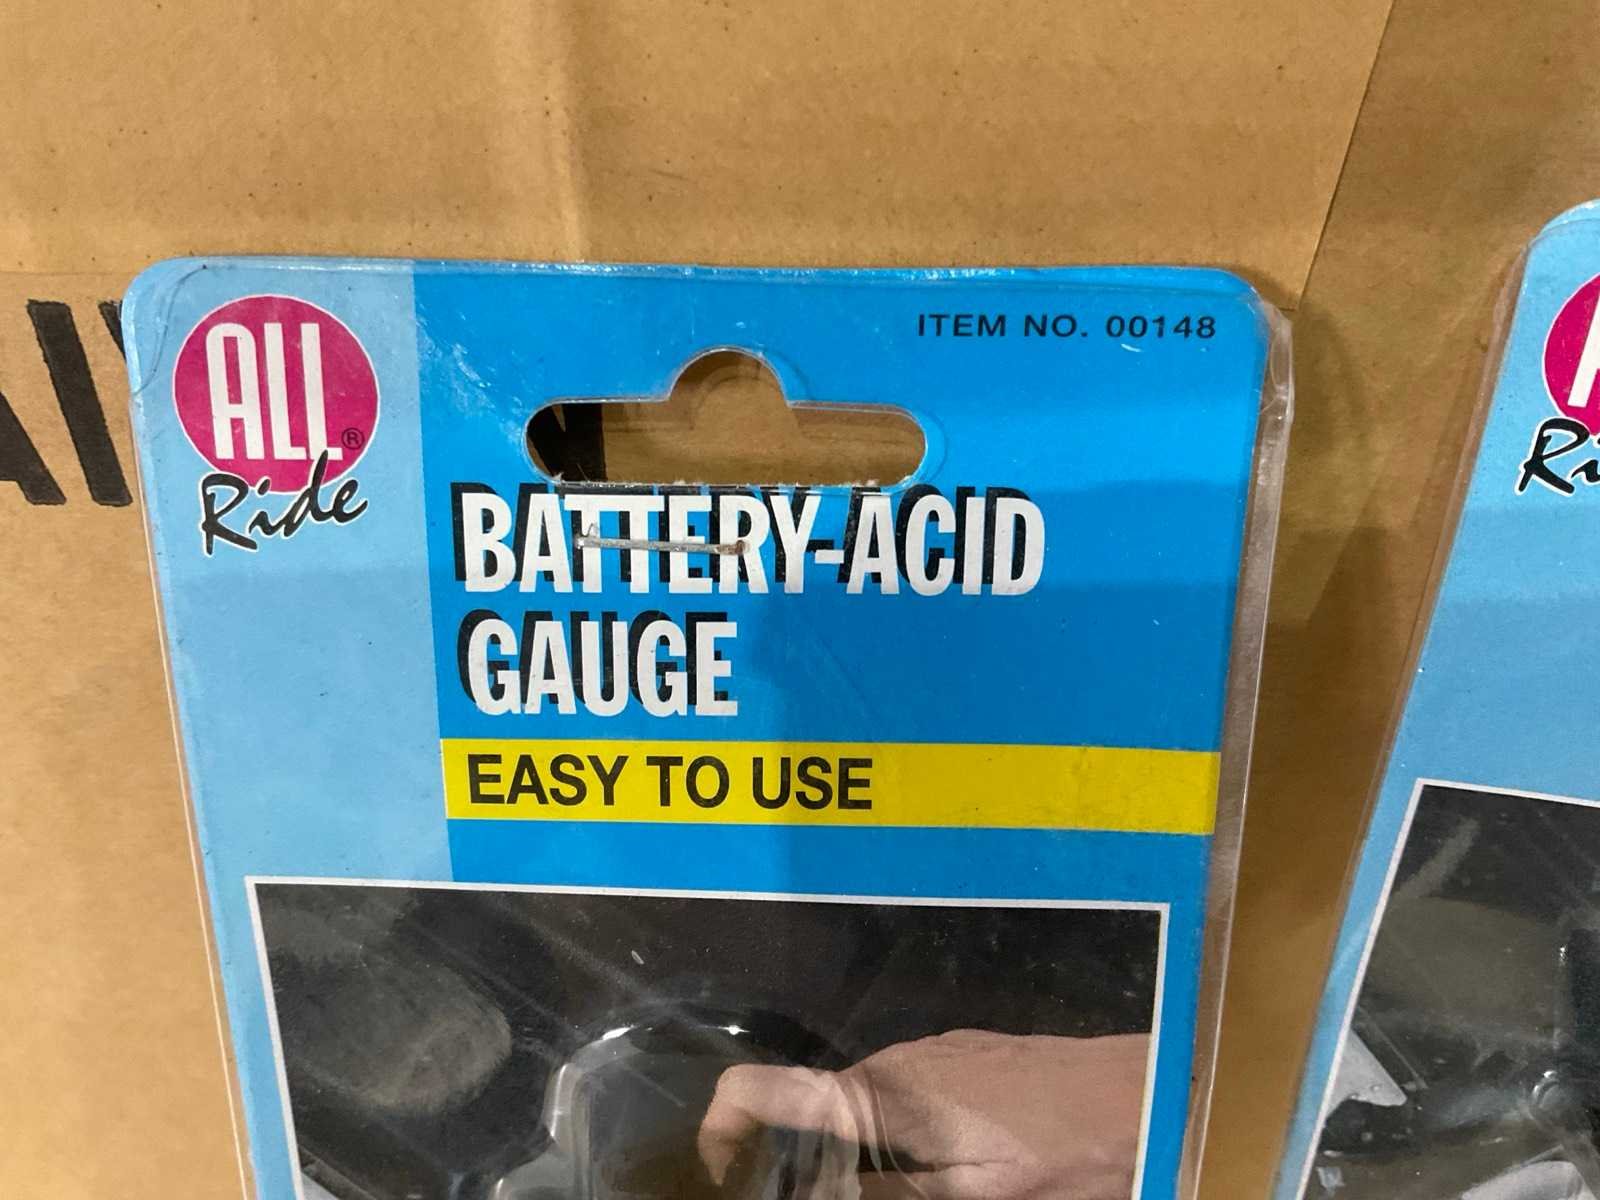 ALL®
Ride
ITEM NO. 00148
BATTERY-ACID
GAUGE
EASY TO USE